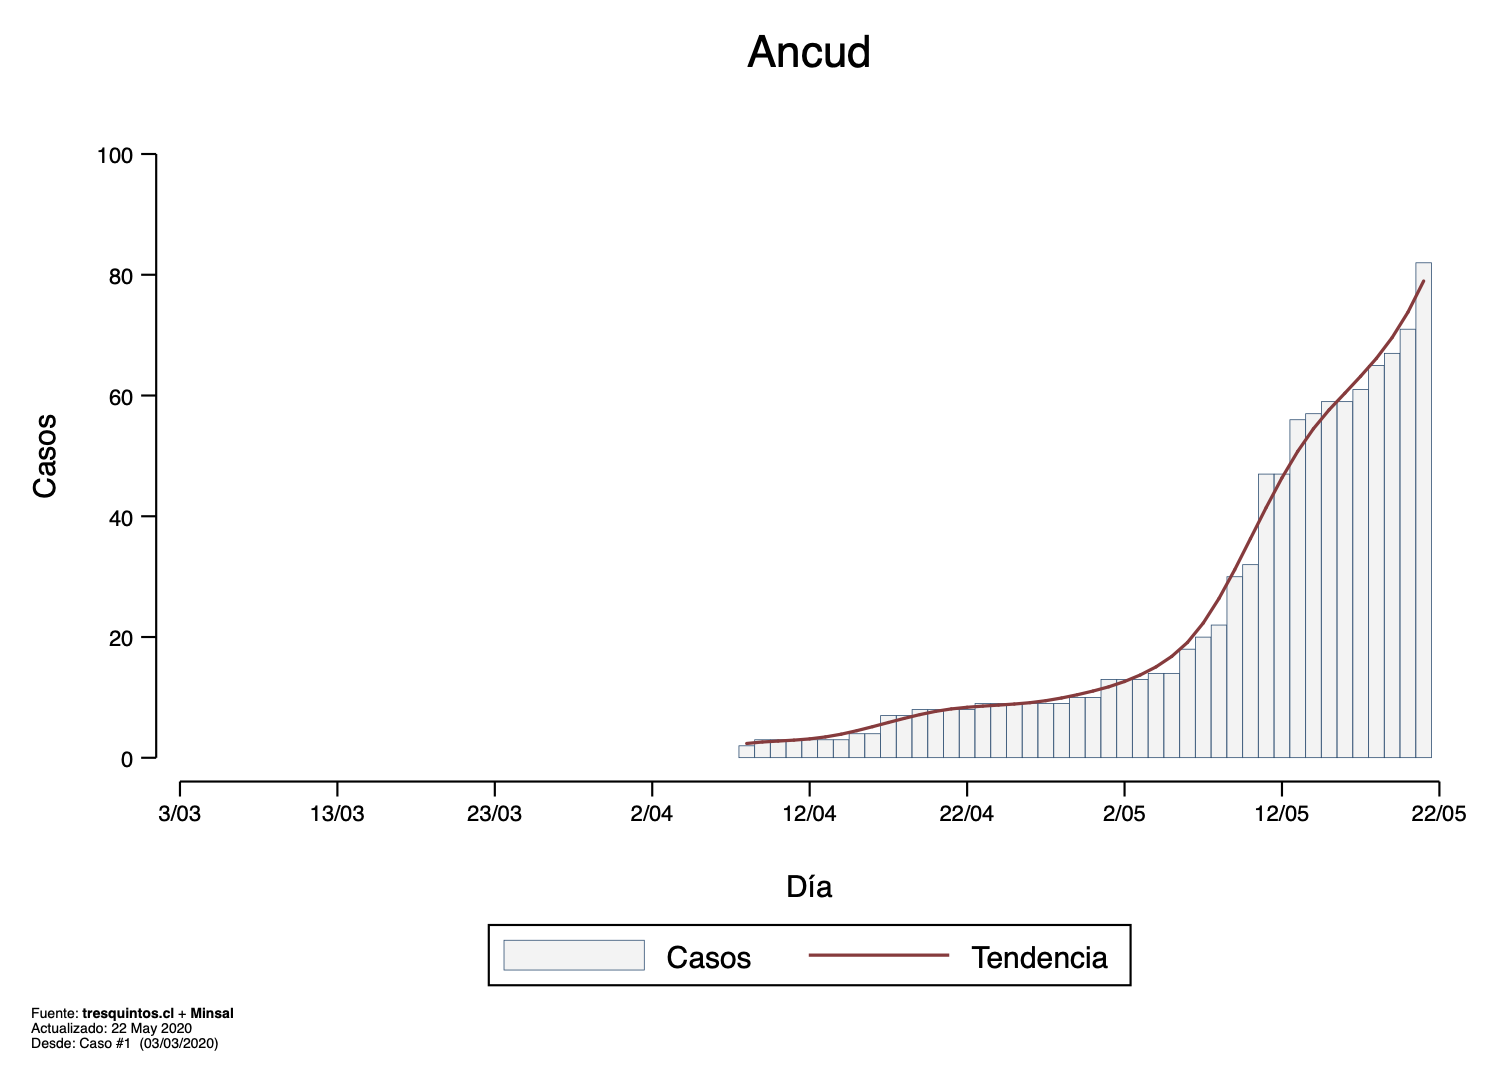 Ancud
100
80
60
40
20
0
Casos
3/03 13/03 23/03 2/04 12/04 22/04 2/05 12/05 22/05
Día
Casos Tendencia
Fuente: tresquintos.cl + Minsal
Actualizado: 22 May 2020
Desde: Caso #1 (03/03/2020)